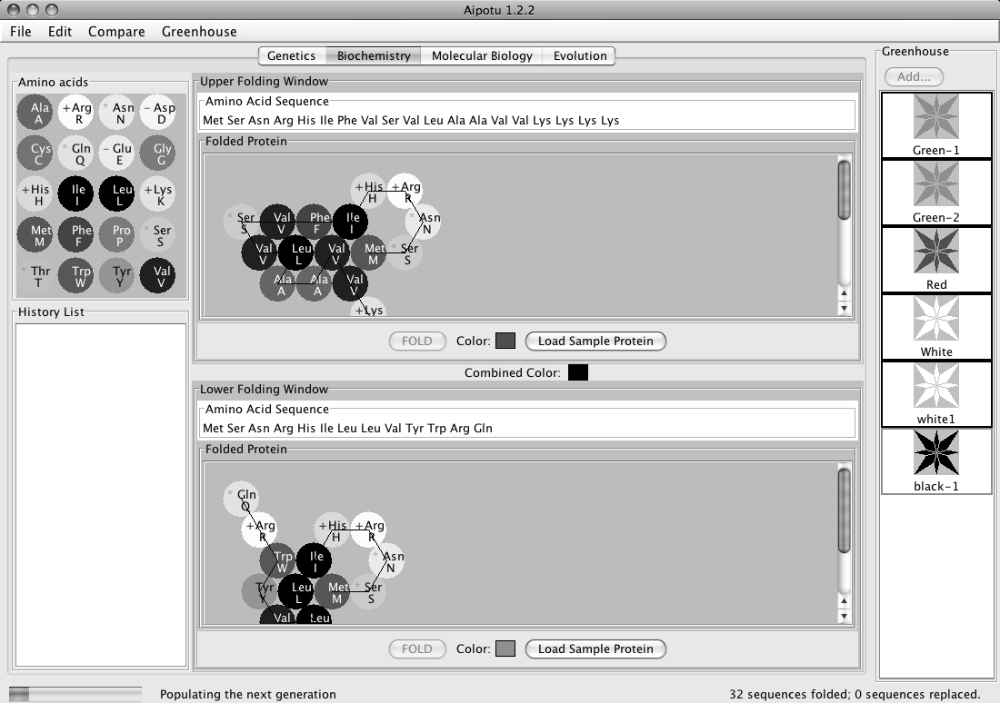 Aipotu 1.2.2
File Edit Compare Greenhouse
Genetics Biochemistry Molecular Biology Evolution
Amino acids
Ala +Arg * Asn − Asp
A R N D
Cys * Gln − Glu Gly
C Q E G
+His Ile Leu +Lys
H I L K
Met Phe Pro * Ser
M F P S
* Thr Trp Tyr Val
T W Y V
History List
Upper Folding Window
Amino Acid Sequence
Met Ser Asn Arg His Ile Phe Val Ser Val Leu Ala Ala Val Val Lys Lys Lys Lys
Folded Protein
+His +Arg
H R
* Ser Val Phe Ile Asn
S V F I N
Val Leu Val Met * Ser
V L V M S
Ala Ala Val
A A V
+Lys
FOLD Color: Load Sample Protein
Combined Color:
Lower Folding Window
Amino Acid Sequence
Met Ser Asn Arg His Ile Leu Leu Val Tyr Trp Arg Gln
Folded Protein
* Gln
Q
+Arg +His +Arg
R H R
Trp Ile * Asn
W I N
Tyr Leu Met * Ser
Y L M S
Val Leu
FOLD Color: Load Sample Protein
Greenhouse
Add...
Green-1
Green-2
Red
White
white1
black-1
Populating the next generation
32 sequences folded; 0 sequences replaced.